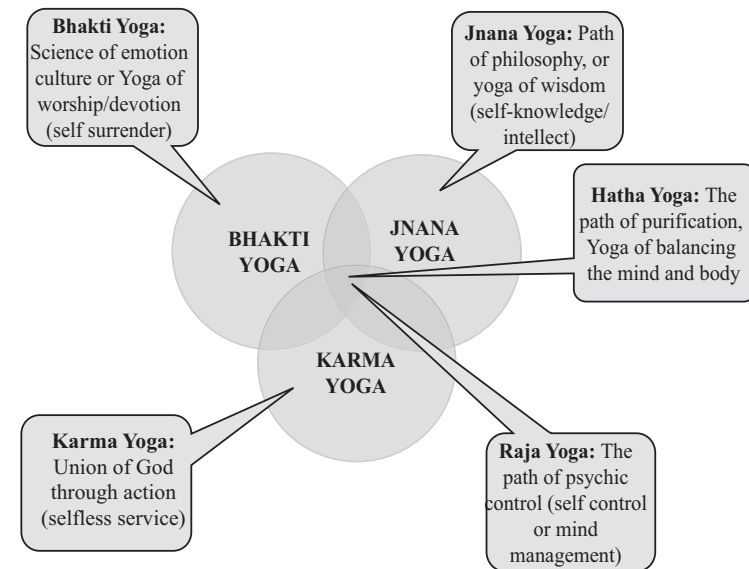 Bhakti Yoga:
Science of emotion
culture or Yoga of
worship/devotion
(self surrender)
Jnana Yoga: Path
of philosophy, or
yoga of wisdom
(self-knowledge/
intellect)
Hatha Yoga: The
path of purification,
Yoga of balancing
the mind and body
BHAKTI
YOGA
JNANA
YOGA
KARMA
YOGA
Karma Yoga:
Union of God
through action
(selfless service)
Raja Yoga: The
path of psychic
control (self control
or mind
management)